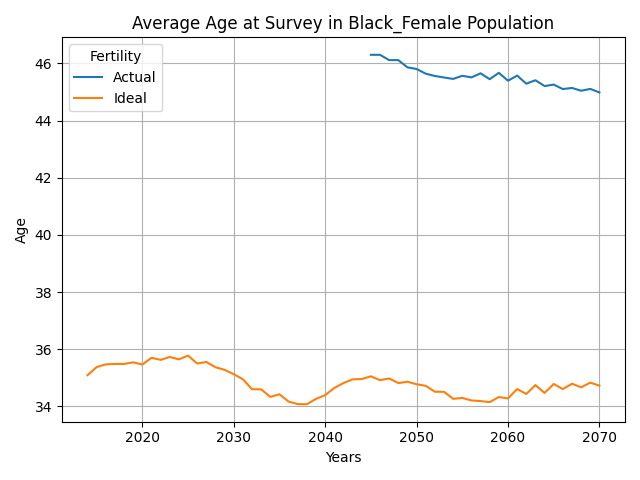 Average Age at Survey in Black_Female Population
Fertility
Actual
Ideal
Age
46
44
42
40
38
36
34
2020
2030
2040
2050
2060
2070
Years